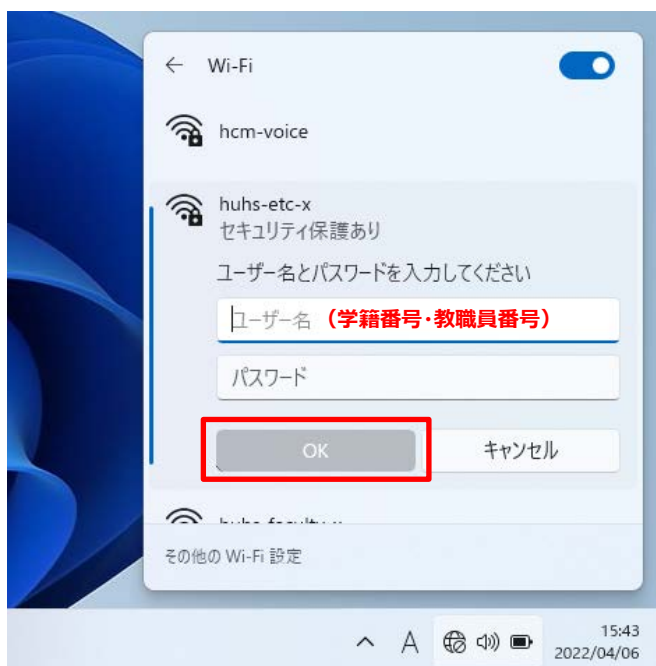 Wi-Fi
hcm-voice
huhs-etc-x
セキュリティ保護あり
ユーザー名とパスワードを入力してください
ユーザー名 （学籍番号･教職員番号）
パスワード
OK キャンセル
その他の Wi-Fi 設定
A 15:43
2022/04/06